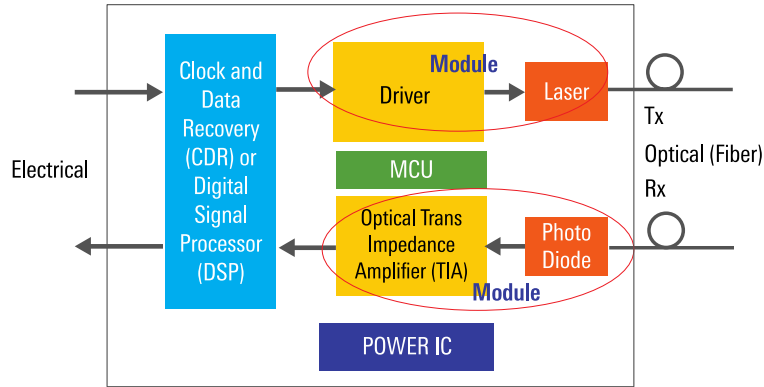 Electrical
Clock and
Data
Recovery
(CDR) or
Digital
Signal
Processor
(DSP)
Module
Driver
Laser
MCU
Optical Trans
Impedance
Amplifier (TIA)
Photo
Diode
Module
POWER IC
Tx
Optical (Fiber)
Rx